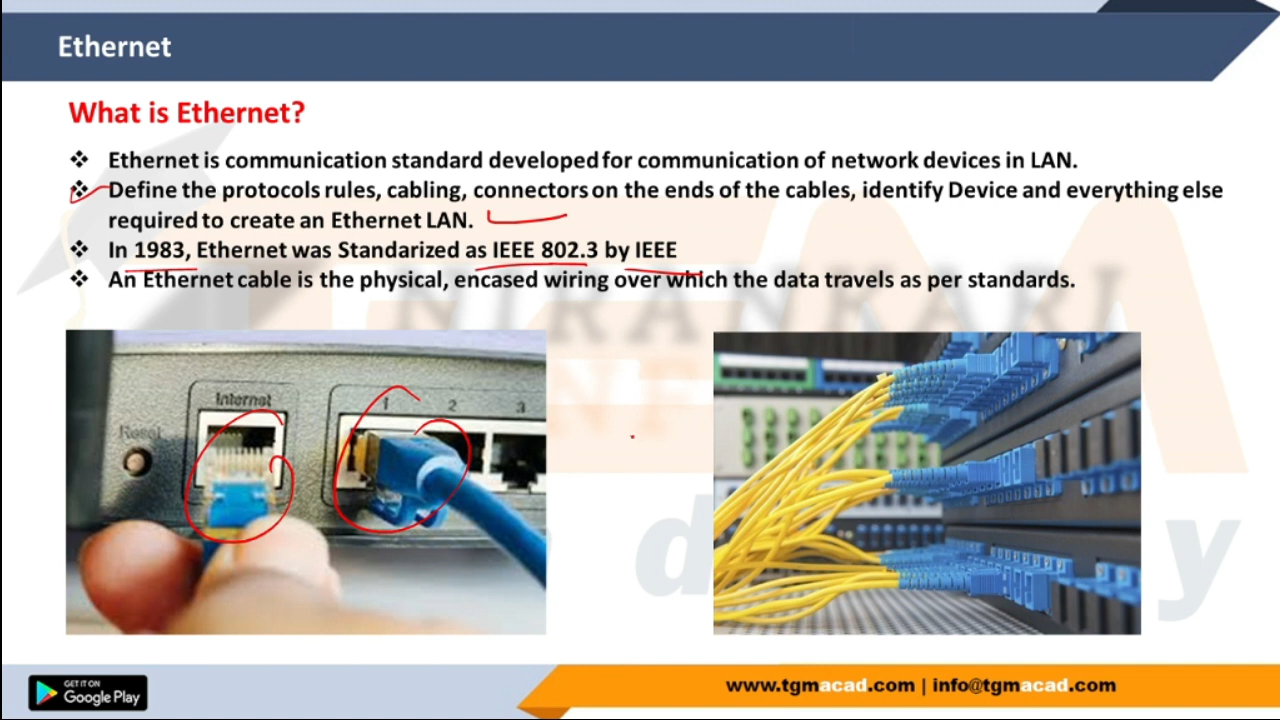 Ethernet
What is Ethernet?
❖ Ethernet is communication standard developed for communication of network devices in LAN.
❖ Define the protocols rules, cabling, connectors on the ends of the cables, identify Device and everything else
required to create an Ethernet LAN.
❖ In 1983, Ethernet was Standarized as IEEE 802.3 by IEEE
❖ An Ethernet cable is the physical, encased wiring over which the data travels as per standards.
NIRANKARI
Internet
1 2 3
Reset
GET IT ON
Google Play
www.tgmacad.com | info@tgmacad.com